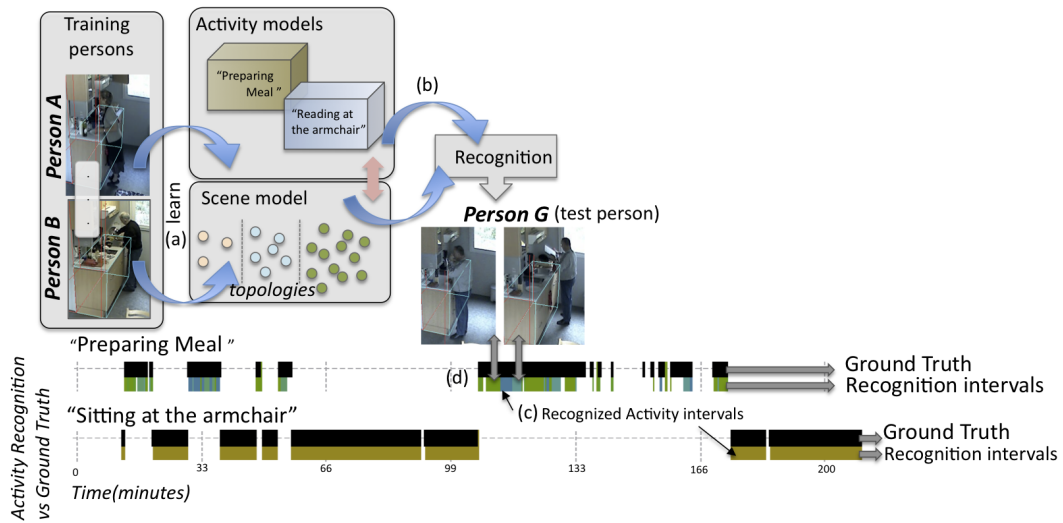 Training
persons
Person A
Person B
Activity models
“Preparing
Meal ”
“Reading at
the armchair”
(b)
Recognition
learn
(a)
Scene model
topologies
Person G (test person)
Activity Recognition
vs Ground Truth
“Preparing Meal ”
(d)
Ground Truth
Recognition intervals
(c) Recognized Activity intervals
“Sitting at the armchair”
Ground Truth
Recognition intervals
0 33 66 99 133 166 200
Time(minutes)